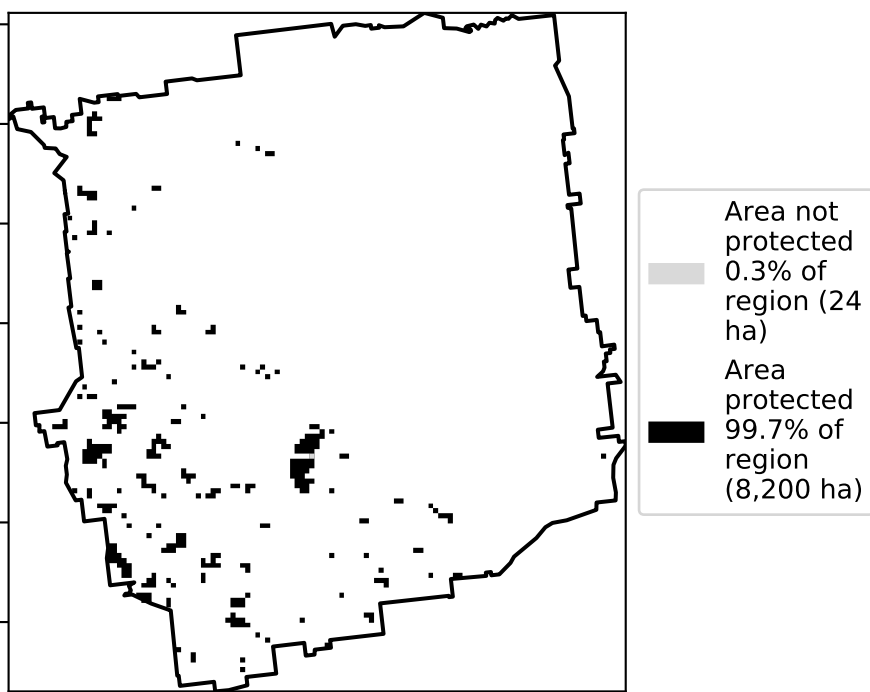 Area not
protected
0.3% of
region (24
ha)
Area
protected
99.7% of
region
(8,200 ha)